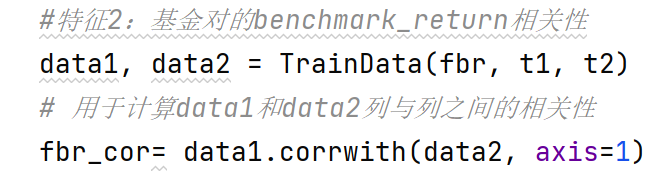 #特征2：基金对的benchmark_return相关性
data1, data2 = TrainData(fbr, t1, t2)
# 用于计算data1和data2列与列之间的相关性
fbr_cor= data1.corrwith(data2, axis=1)